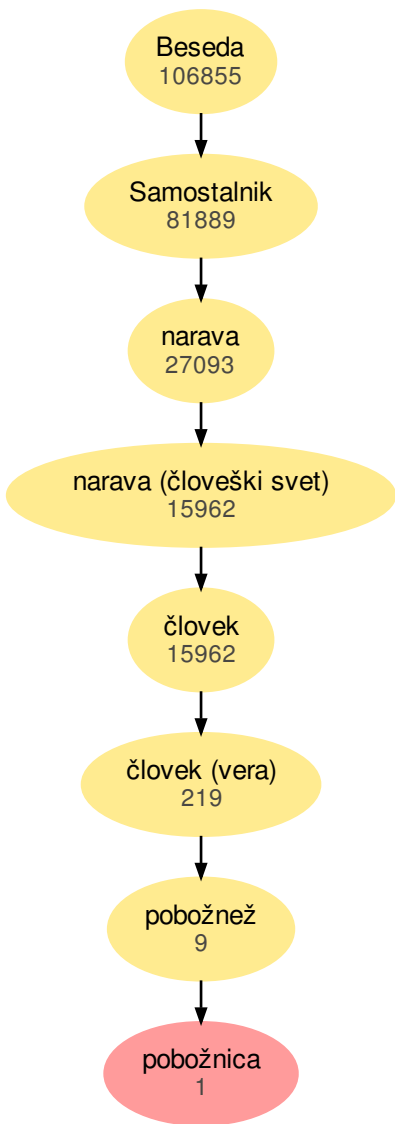 Beseda
106855
Samostalnik
81889
narava
27093
narava (človeški svet)
15962
človek
15962
človek (vera)
219
pobožnež
9
pobožnica
1